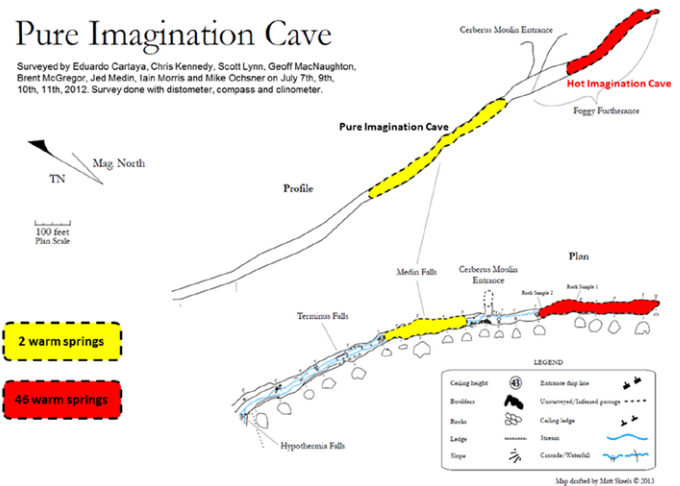 Pure Imagination Cave
Surveyed by Eduardo Cartaya, Chris Kennedy, Scott Lynn, Geoff MacNaughton,
Brent McGregor, Jed Medin, Iain Morris and Mike Ochsner on July 7th, 9th,
10th, 11th, 2012. Survey done with distometer, compass and clinometer.
Cerberus Moulin Entrance
Hot Imagination Cave
Foggy Furtherance
Pure Imagination Cave
Mag. North
TN
Profile
100 feet
Plan Scale
Plan
Medin Falls
Cerberus Moulin
Entrance
Rock Sample 2
Rock Sample 1
Terminus Falls
2 warm springs
46 warm springs
Hypothermia Falls
LEGEND
Ceiling height
43
Entrance drip line
Boulders
Unsurveyed/Inferred passage
Rocks
Ceiling ledge
Ledge
Stream
Slope
Cascade/Waterfall
Map drafted by Matt Skeels © 2013